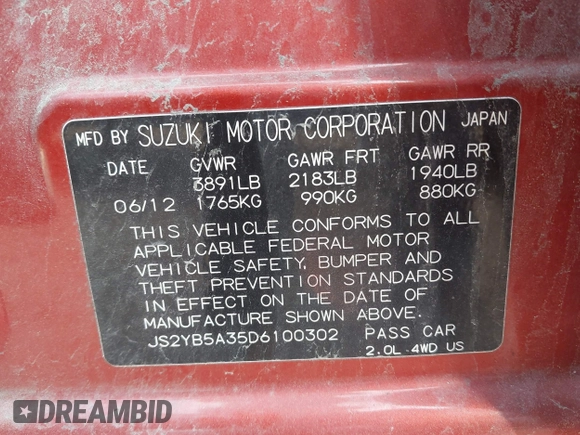 MFD BY SUZUKI MOTOR CORPORATION JAPAN
DATE GVWR GAWR FRT GAWR RR
3891LB 2183LB 1940LB
06/12 1765KG 990KG 880KG
THIS VEHICLE CONFORMS TO ALL
APPLICABLE FEDERAL MOTOR
VEHICLE SAFETY, BUMPER AND
THEFT PREVENTION STANDARDS
IN EFFECT ON THE DATE OF
MANUFACTURE SHOWN ABOVE.
JS2YB5A35D6100302 PASS CAR
2.0L 4WD US
DREAMBID